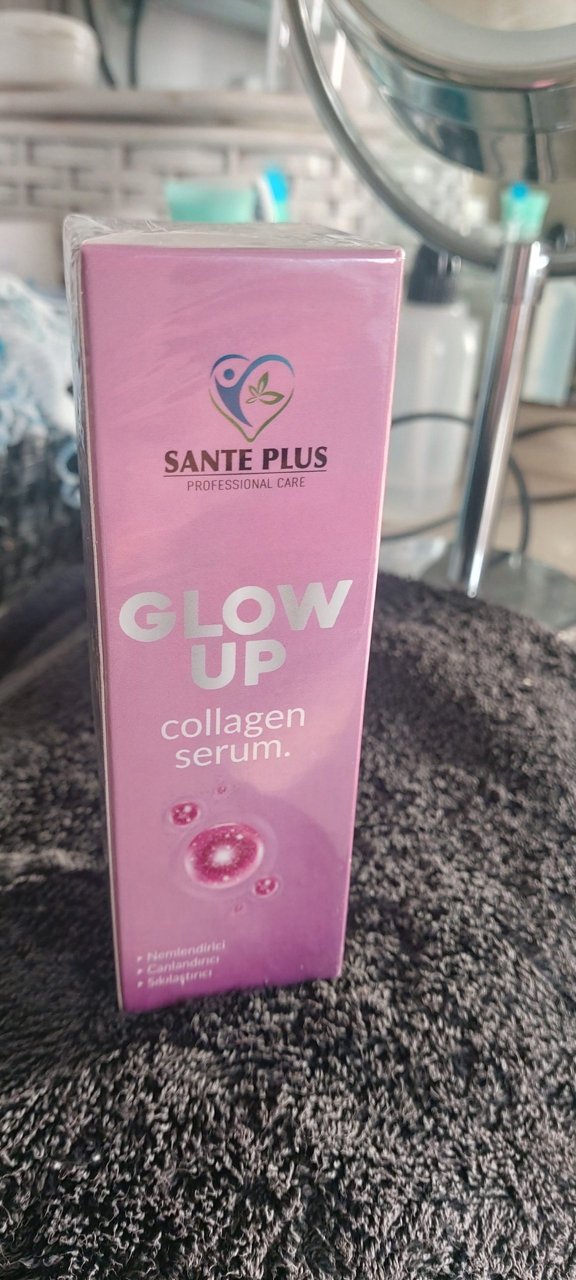 SANTE PLUS
PROFESSIONAL CARE
GLOW
UP
collagen
serum.
Nemlendirici
Canlandırıcı
Sıkılaştırıcı